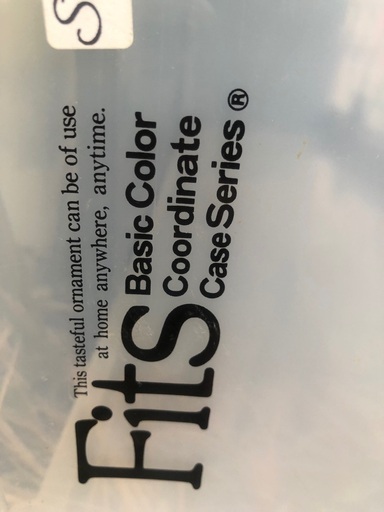 S
This tasteful ornament can be of use
at home anywhere, anytime.
FitS
Basic Color
Coordinate
Case Series ®